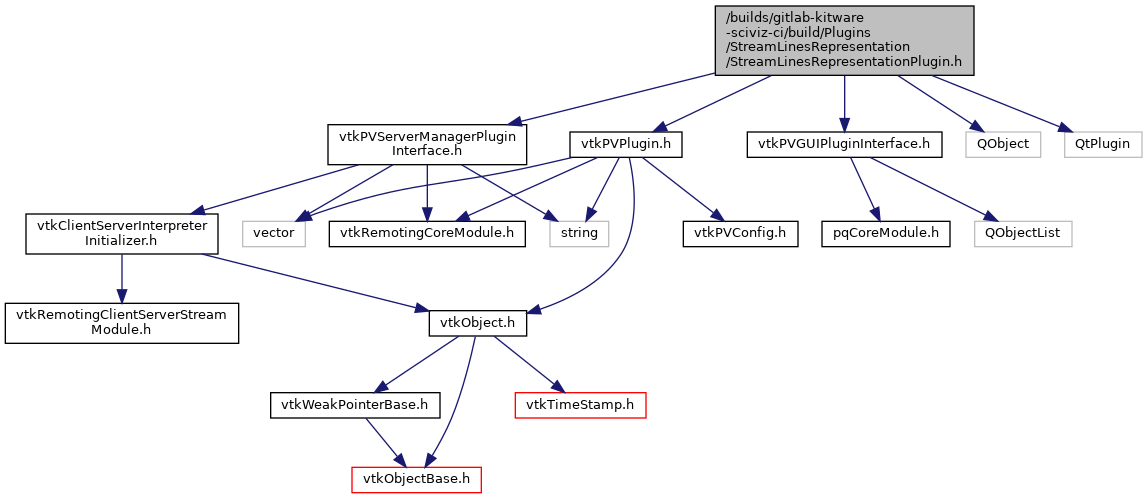 /builds/gitlab-kitware
-sciviz-ci/build/Plugins
/StreamLinesRepresentation
/StreamLinesRepresentationPlugin.h
vtkPVServerManagerPlugin
Interface.h
vtkPVPlugin.h
vtkPVGUIPluginInterface.h
QObject
QtPlugin
vtkClientServerInterpreter
Initializer.h
vector
vtkRemotingCoreModule.h
string
vtkPVConfig.h
pqCoreModule.h
QObjectList
vtkRemotingClientServerStream
Module.h
vtkObject.h
vtkWeakPointerBase.h
vtkTimeStamp.h
vtkObjectBase.h